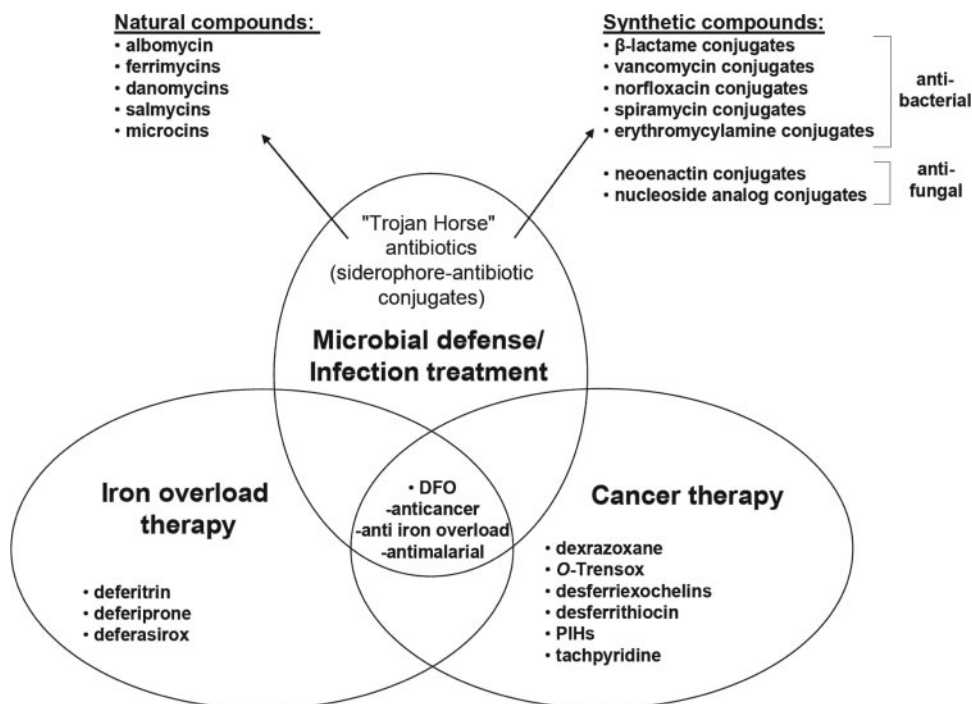 Natural compounds:
• albomycin
• ferrimycins
• danomycins
• salmycins
• microcins
Synthetic compounds:
• β-lactame conjugates
• vancomycin conjugates
• norfloxacin conjugates
• spiramycin conjugates
• erythromycylamine conjugates
anti-
bacterial
• neoenactin conjugates
• nucleoside analog conjugates
anti-
fungal
"Trojan Horse"
antibiotics
(siderophore-antibiotic
conjugates)
Microbial defense/
Infection treatment
Iron overload
therapy
• deferitrin
• deferiprone
• deferasirox
• DFO
-anticancer
-anti iron overload
-antimalarial
Cancer therapy
• dexrazoxane
• O-Trensox
• desferriexochelins
• desferrithiocin
• PIHs
• tachpyridine